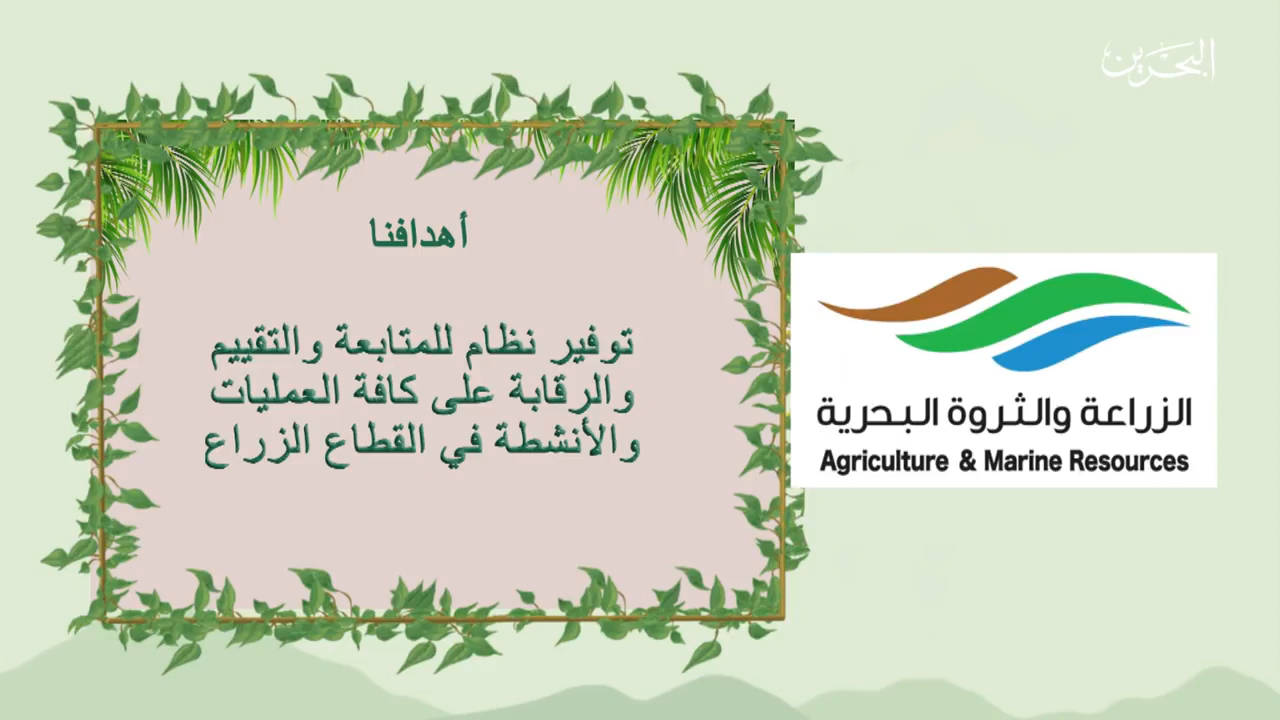 البحرين
أهدافنا
توفير نظام للمتابعة والتقييم
والرقابة على كافة العمليات
والأنشطة في القطاع الزراع
الزراعة والثروة البحرية
Agriculture & Marine Resources